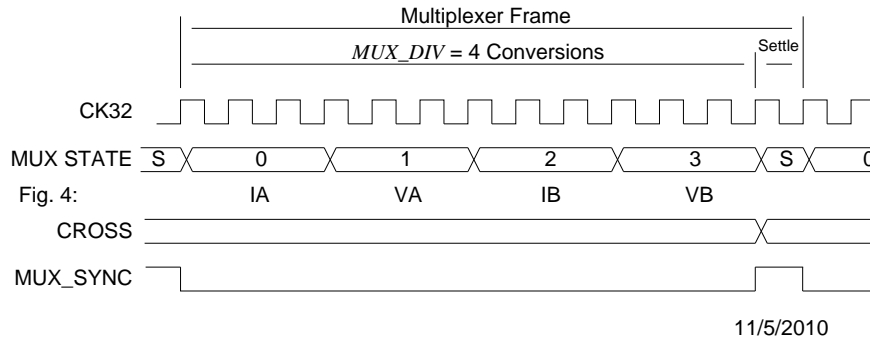 Multiplexer Frame
MUX_DIV = 4 Conversions Settle
CK32
MUX STATE S 0 1 2 3 S 0
Fig. 4: IA VA IB VB
CROSS
MUX_SYNC
11/5/2010